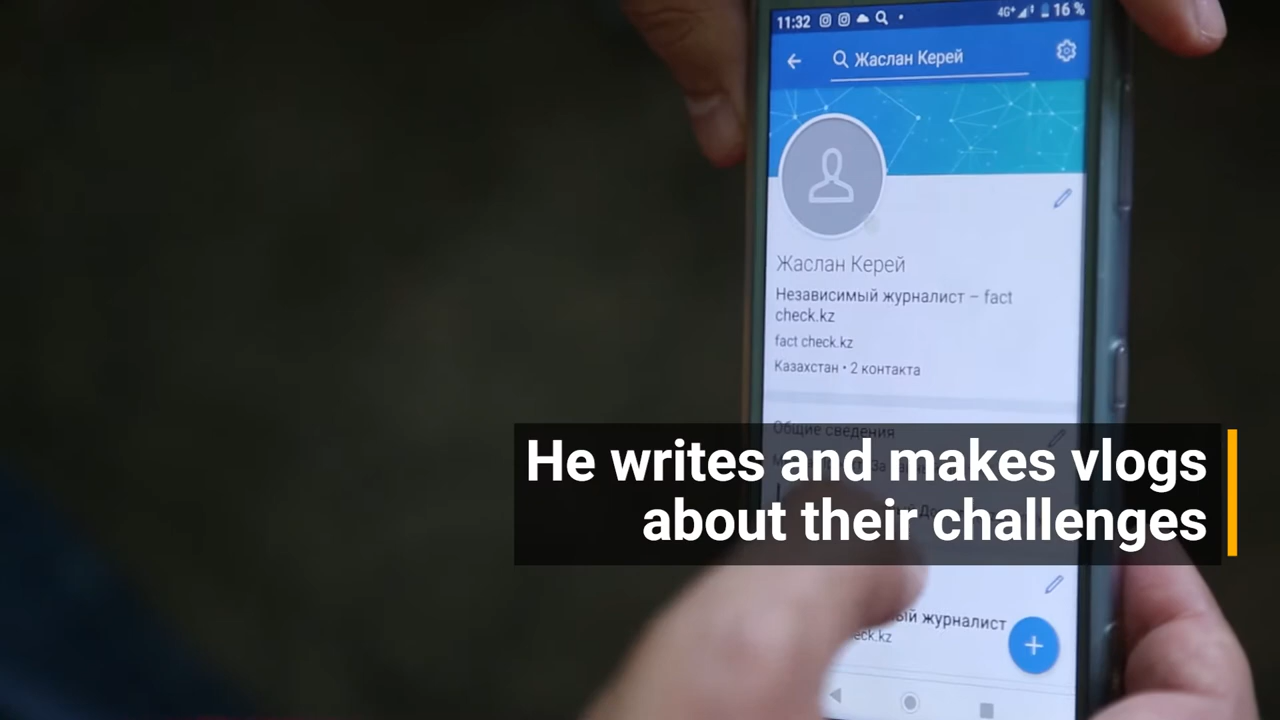 11:32
4G+ 16 %
Жаслан Керей
Жаслан Керей
Независимый журналист – fact
check.kz
fact check.kz
Казахстан • 2 контакта
Общие сведения
He writes and makes vlogs
about their challenges
журналист
eck.kz